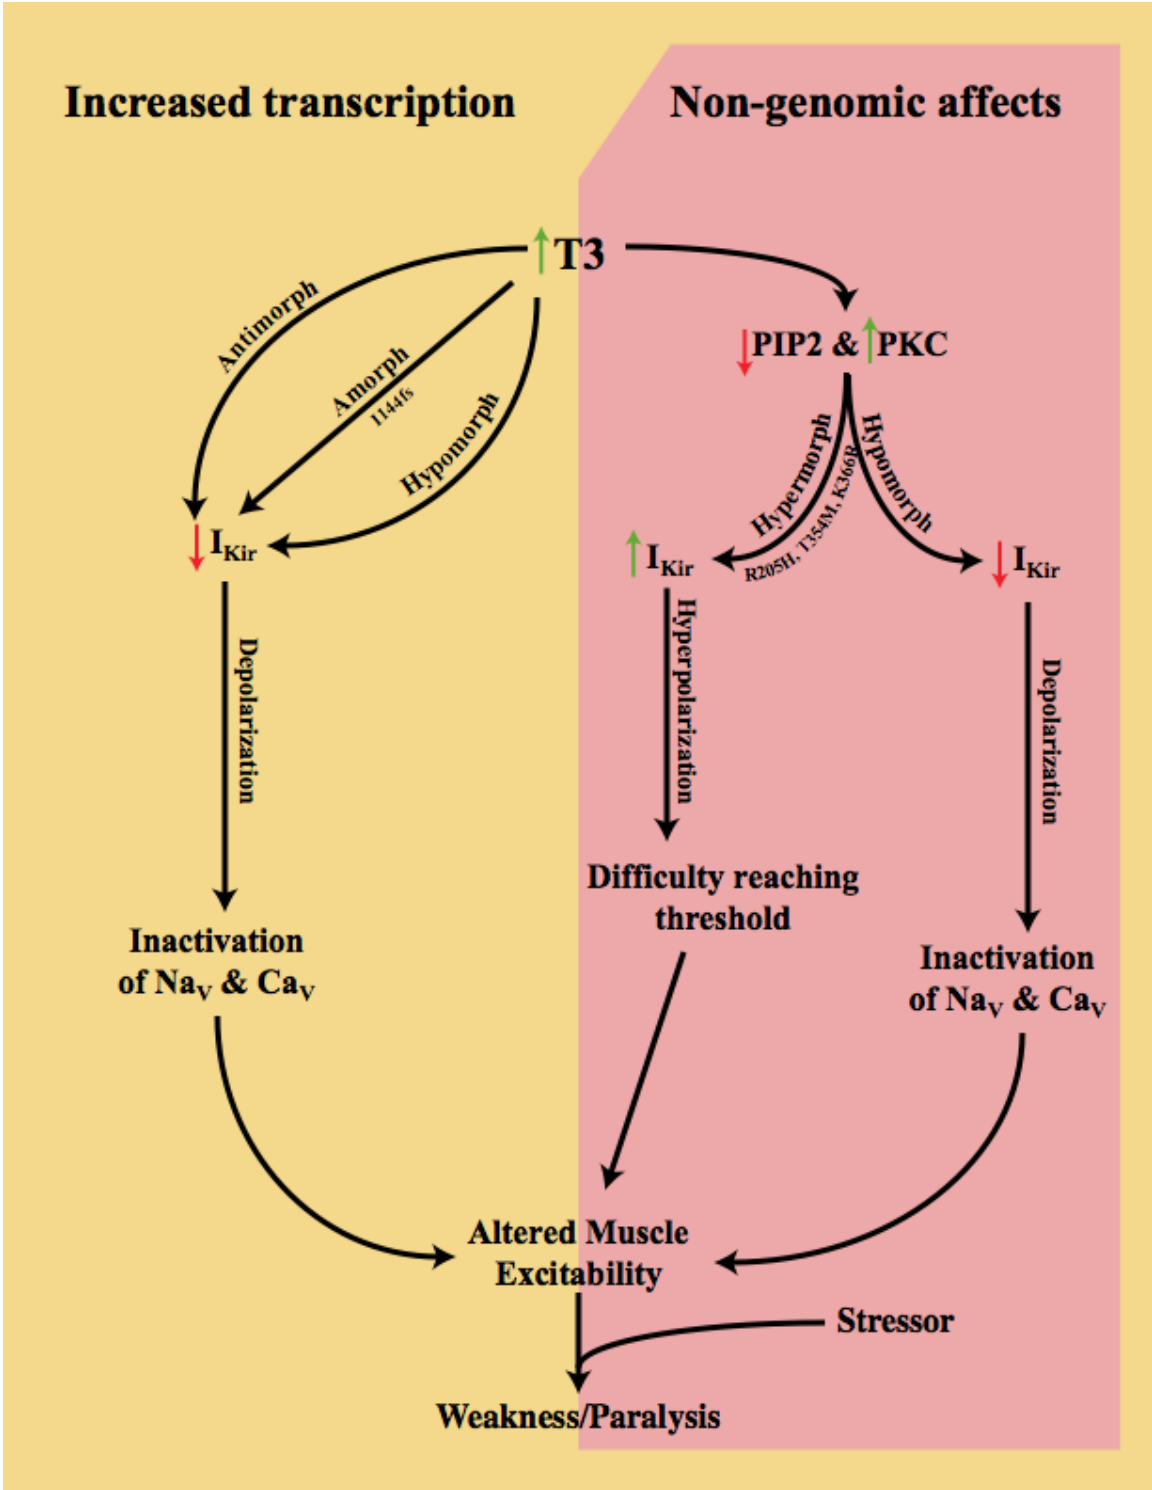 Increased transcription
Non-genomic affects
T3
Antimorph
Amorph
I144fs
Hypomorph
PIP2 & PKC
Hypermorph
R205H, T354M, K366R
Hypomorph
IKir
IKir
IKir
Depolarization
Hyperpolarization
Depolarization
Difficulty reaching
threshold
Inactivation
of NaV & CaV
Inactivation
of NaV & CaV
Altered Muscle
Excitability
Stressor
Weakness/Paralysis